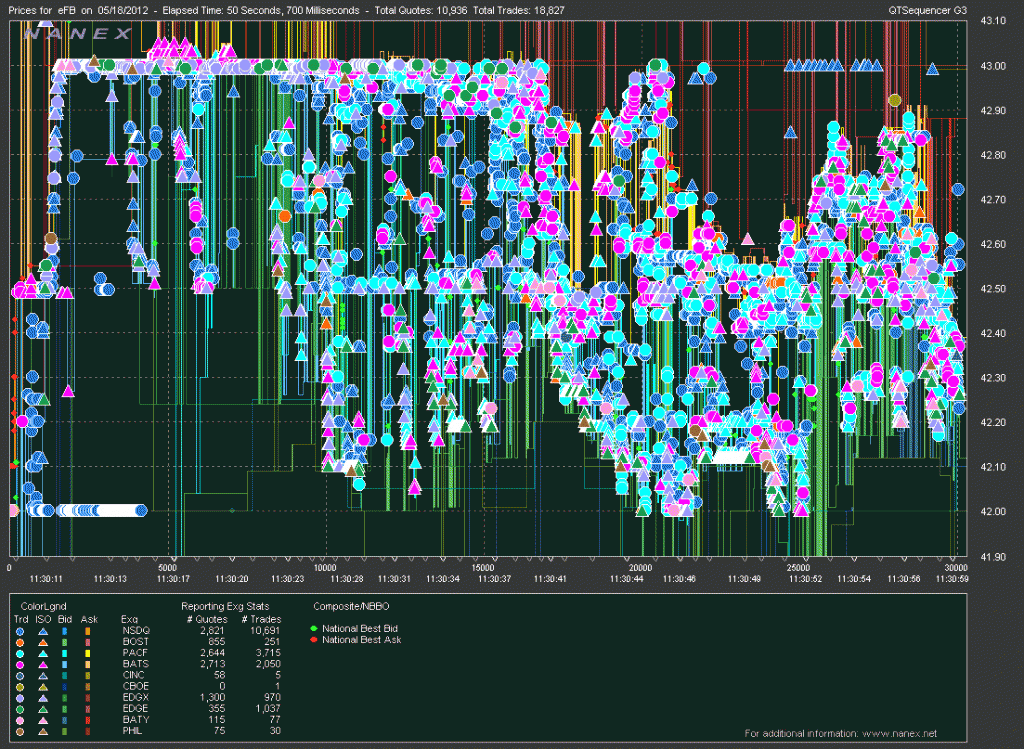 Prices for eFB on 05/18/2012 - Elapsed Time: 50 Seconds, 700 Milliseconds - Total Quotes: 10,936 Total Trades: 18,827 QTSequencer G3
NANEX
43.10
43.00
42.90
42.80
42.70
42.60
42.50
42.40
42.30
42.20
42.10
42.00
41.90
0 5000 10000 15000 20000 25000 30000
11:30:11 11:30:13 11:30:17 11:30:20 11:30:23 11:30:28 11:30:31 11:30:34 11:30:37 11:30:41 11:30:44 11:30:46 11:30:49 11:30:52 11:30:54 11:30:56 11:30:59
ColorLgnd Reporting Exg Stats Composite/NBBO
Trd ISO Bid Ask Exg # Quotes # Trades
NSDQ 2,821 10,691 National Best Bid
BOST 855 251 National Best Ask
PACF 2,644 3,715
BATS 2,713 2,050
CINC 58 5
CBOE 0 1
EDGX 1,300 970
EDGE 355 1,037
BATY 115 77
PHIL 75 30
For additional information: www.nanex.net